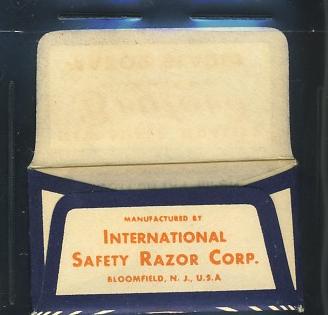 MANUFACTURED BY
INTERNATIONAL
SAFETY RAZOR CORP.
BLOOMFIELD, N. J., U.S.A